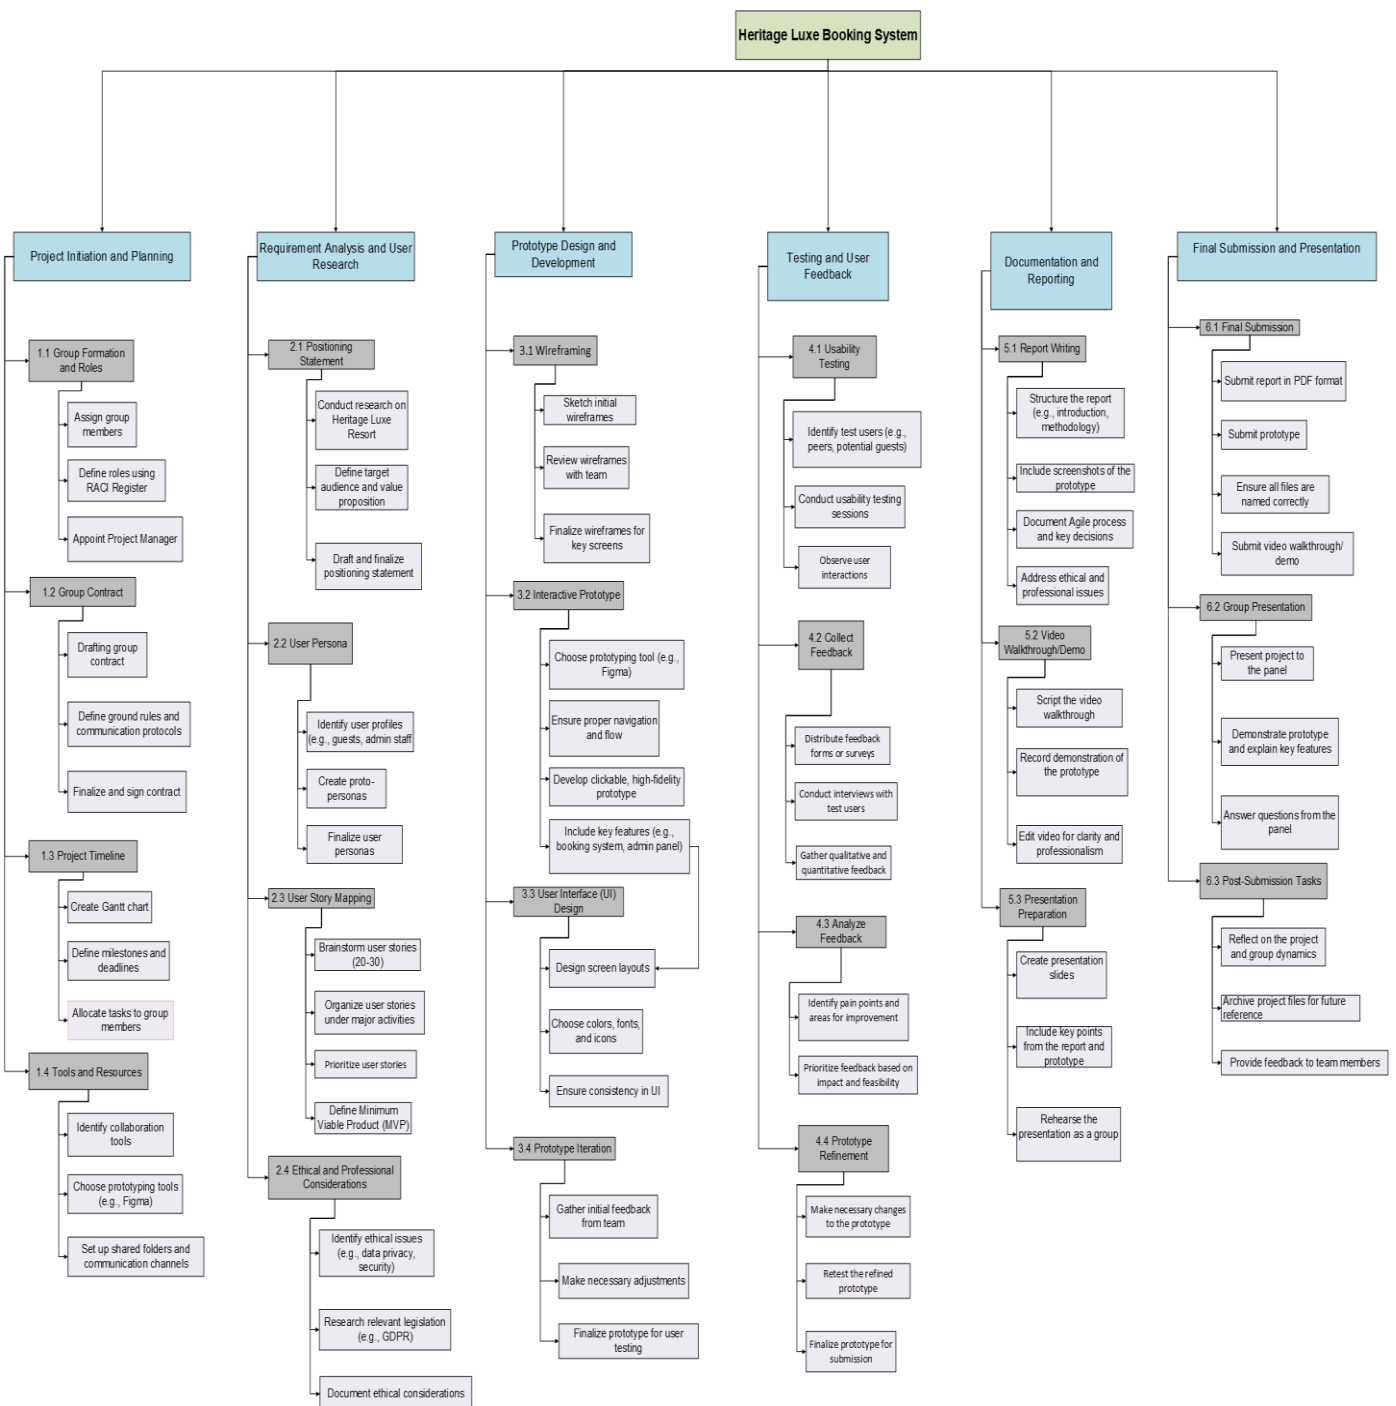 Heritage Luxe Booking System
Project Initiation and Planning
1.1 Group Formation
and Roles
Assign group
members
Define roles using
RACI Register
Appoint Project Manager
1.2 Group Contract
Drafting group
contract
Define ground rules and
communication protocols
Finalize and sign contract
1.3 Project Timeline
Create Gantt chart
Define milestones and
deadlines
Allocate tasks to group
members
1.4 Tools and Resources
Identify collaboration
tools
Choose prototyping tools
(e.g., Figma)
Set up shared folders and
communication channels
Requirement Analysis and User
Research
2.1 Positioning
Statement
Conduct research on
Heritage Luxe
Resort
Define target
audience and value
proposition
Draft and finalize
positioning statement
2.2 User Persona
Identify user profiles
(e.g., guests, admin staff
Create proto-
personas
Finalize user
personas
2.3 User Story Mapping
Brainstorm user stories
(20-30)
Organize user stories
under major activities
Prioritize user stories
Define Minimum
Viable Product (MVP)
2.4 Ethical and Professional
Considerations
Identify ethical issues
(e.g., data privacy,
security)
Research relevant legislation
(e.g., GDPR)
Document ethical considerations
Prototype Design and
Development
3.1 Wireframing
Sketch initial
wireframes
Review wireframes
with team
Finalize wireframes for
key screens
3.2 Interactive Prototype
Choose prototyping tool (e.g.,
Figma)
Ensure proper navigation
and flow
Develop clickable, high-fidelity
prototype
Include key features (e.g.,
booking system, admin panel)
3.3 User Interface (UI)
Design
Design screen layouts
Choose colors, fonts,
and icons
Ensure consistency in UI
3.4 Prototype Iteration
Gather initial feedback
from team
Make necessary adjustments
Finalize prototype for user
testing
Testing and User
Feedback
4.1 Usability
Testing
Identify test users (e.g.,
peers, potential guests)
Conduct usability testing
sessions
Observe user
interactions
4.2 Collect
Feedback
Distribute feedback
forms or surveys
Conduct interviews with
test users
Gather qualitative and
quantitative feedback
4.3 Analyze
Feedback
Identify pain points and
areas for improvement
Prioritize feedback based on
impact and feasibility
4.4 Prototype
Refinement
Make necessary changes
to the prototype
Retest the refined
prototype
Finalize prototype for
submission
Documentation and
Reporting
5.1 Report Writing
Structure the report
(e.g., introduction,
methodology)
Include screenshots of the
prototype
Document Agile process
and key decisions
Address ethical and
professional issues
5.2 Video
Walkthrough/Demo
Script the video
walkthrough
Record demonstration
of the prototype
Edit video for clarity and
professionalism
5.3 Presentation
Preparation
Create presentation
slides
Include key points
from the report and
prototype
Rehearse the
presentation as a group
Final Submission and Presentation
6.1 Final Submission
Submit report in PDF format
Submit prototype
Ensure all files are
named correctly
Submit video walkthrough/
demo
6.2 Group Presentation
Present project to
the panel
Demonstrate prototype
and explain key features
Answer questions from the
panel
6.3 Post-Submission Tasks
Reflect on the project
and group dynamics
Archive project files for future
reference
Provide feedback to team members